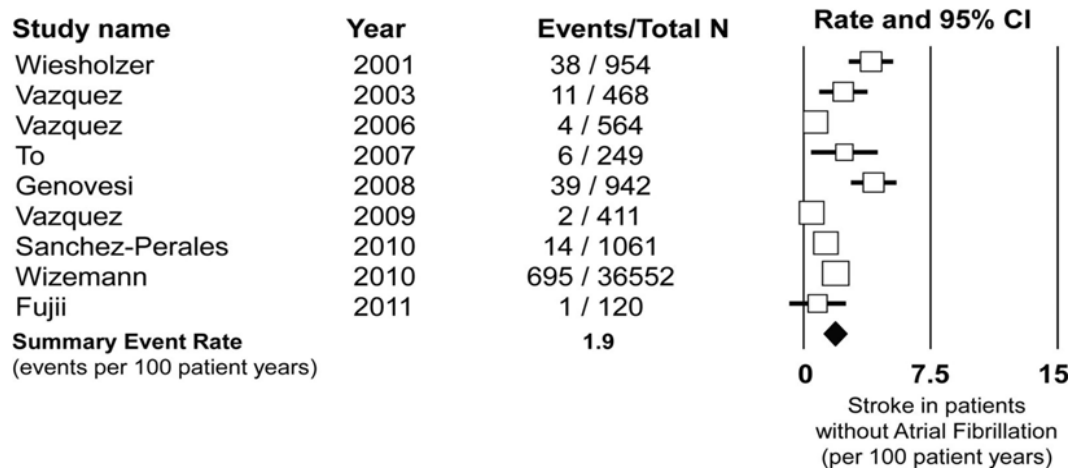 Study name Year Events/Total N Rate and 95% CI
Wiesholzer 2001 38 / 954
Vazquez 2003 11 / 468
Vazquez 2006 4 / 564
To 2007 6 / 249
Genovesi 2008 39 / 942
Vazquez 2009 2 / 411
Sanchez-Perales 2010 14 / 1061
Wizemann 2010 695 / 36552
Fujii 2011 1 / 120
Summary Event Rate 1.9
(events per 100 patient years)
0 7.5 15
Stroke in patients
without Atrial Fibrillation
(per 100 patient years)